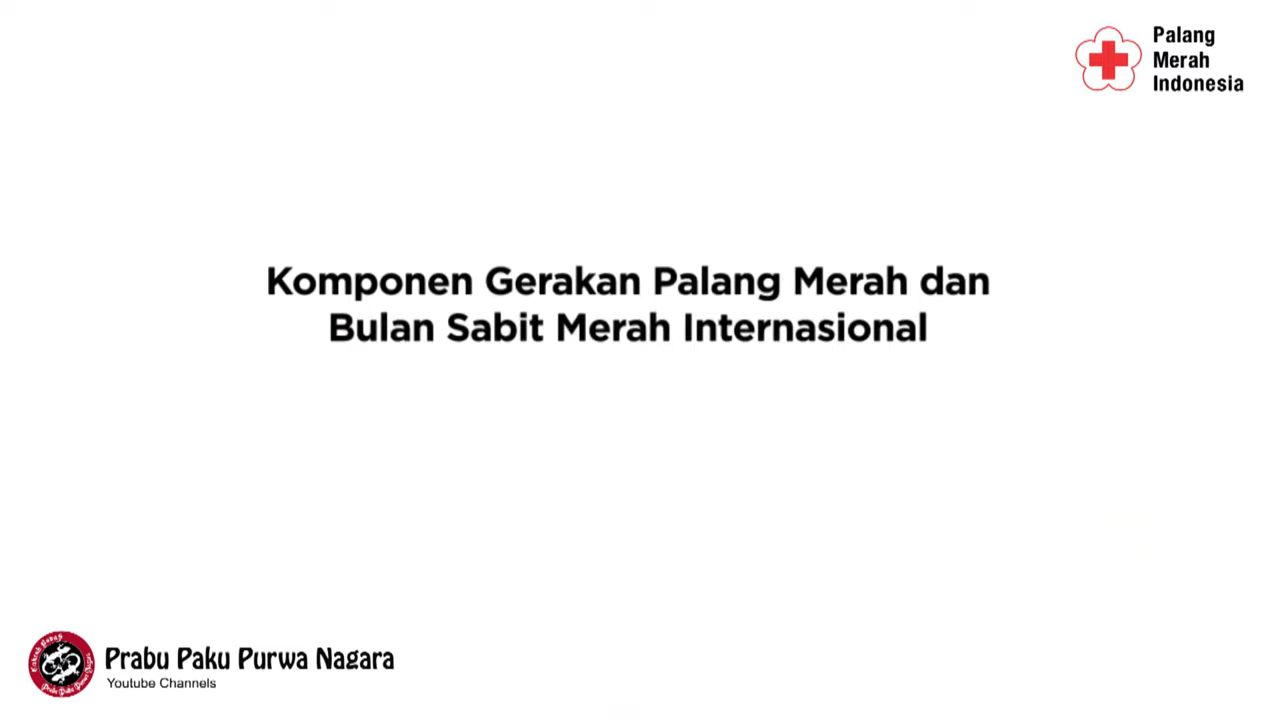 Palang
Merah
Indonesia
Komponen Gerakan Palang Merah dan
Bulan Sabit Merah Internasional
Prabu Paku Purwa Nagara
Youtube Channels